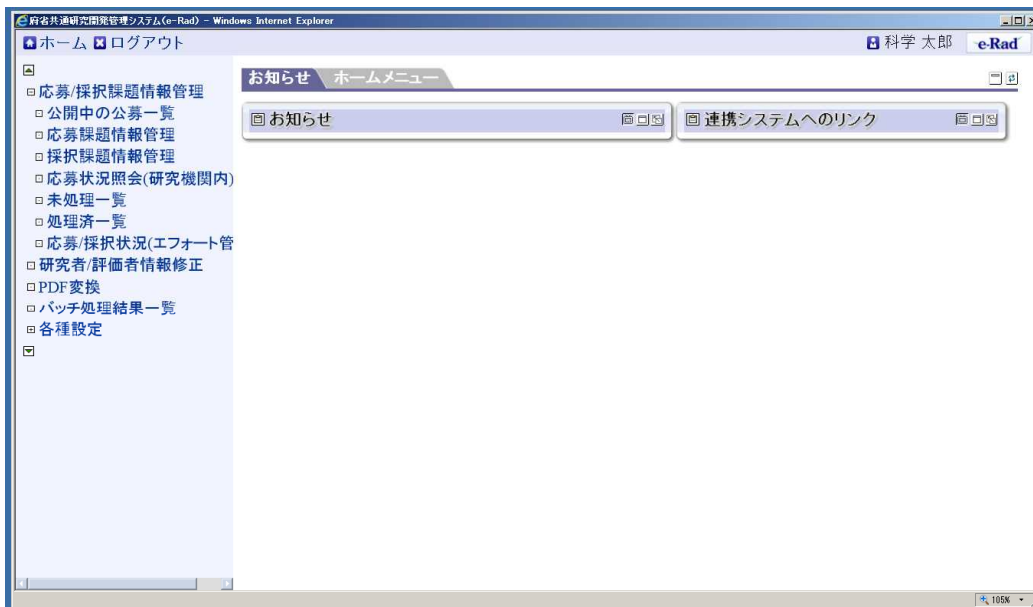 府省共通研究開発管理システム(e-Rad) - Windows Internet Explorer
ホーム ログアウト
科学 太郎 e-Rad
応募/採択課題情報管理
公開中の公募一覧
応募課題情報管理
採択課題情報管理
応募状況照会(研究機関内)
未処理一覧
処理済一覧
応募/採択状況(エフォート管
研究者/評価者情報修正
PDF変換
バッチ処理結果一覧
各種設定
お知らせ ホームメニュー
お知らせ
連携システムへのリンク
105%